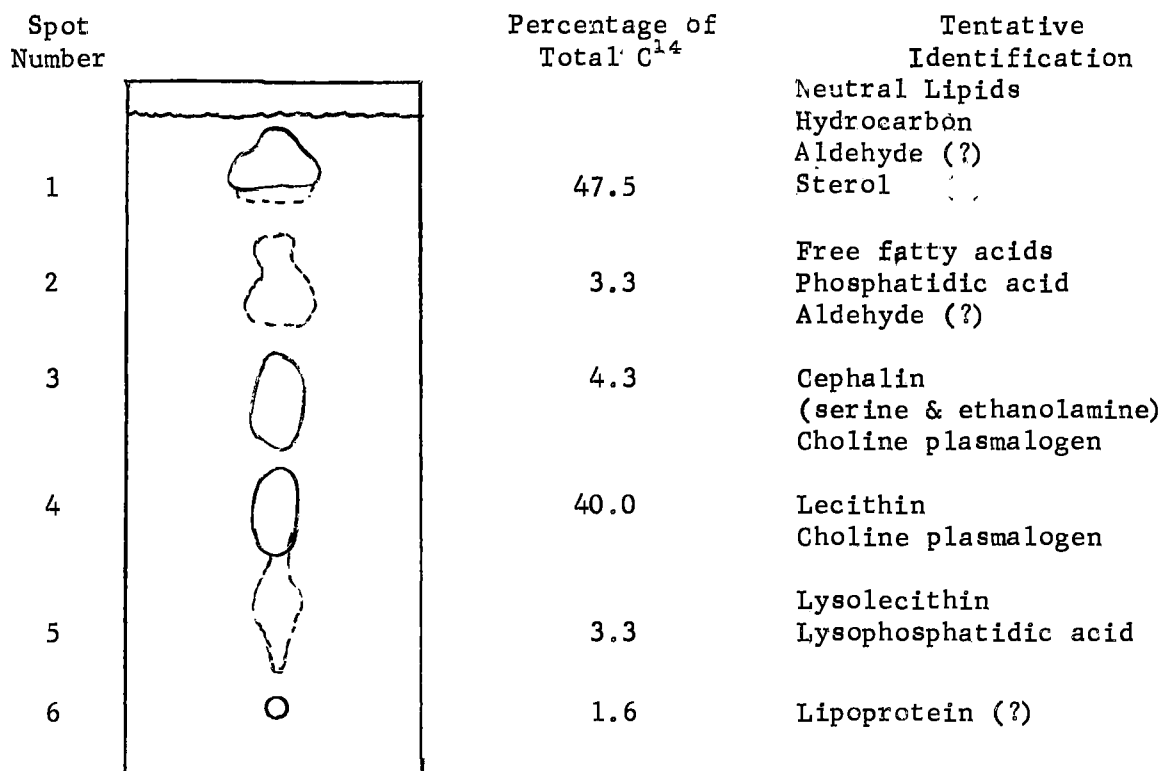 Spot Number
Percentage of Total C¹⁴
Tentative Identification
Neutral Lipids
Hydrocarbon
Aldehyde (?)
1 47.5 Sterol
Free fatty acids
2 3.3 Phosphatidic acid
Aldehyde (?)
3 4.3 Cephalin
(serine & ethanolamine)
Choline plasmalogen
4 40.0 Lecithin
Choline plasmalogen
Lysolecithin
5 3.3 Lysophosphatidic acid
6 1.6 Lipoprotein (?)